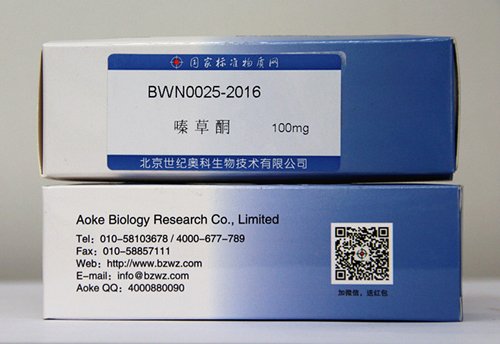 国家标准物质网
BWN0025-2016
嗪草酮 100mg
北京世纪奥科生物技术有限公司
Aoke Biology Research Co., Limited
Tel: 010-58103678 / 4000-677-789
Fax: 010-58857111
Web: http://www.bzwz.com
E-mail: info@bzwz.com
Aoke QQ: 4000880090
加微信，送红包